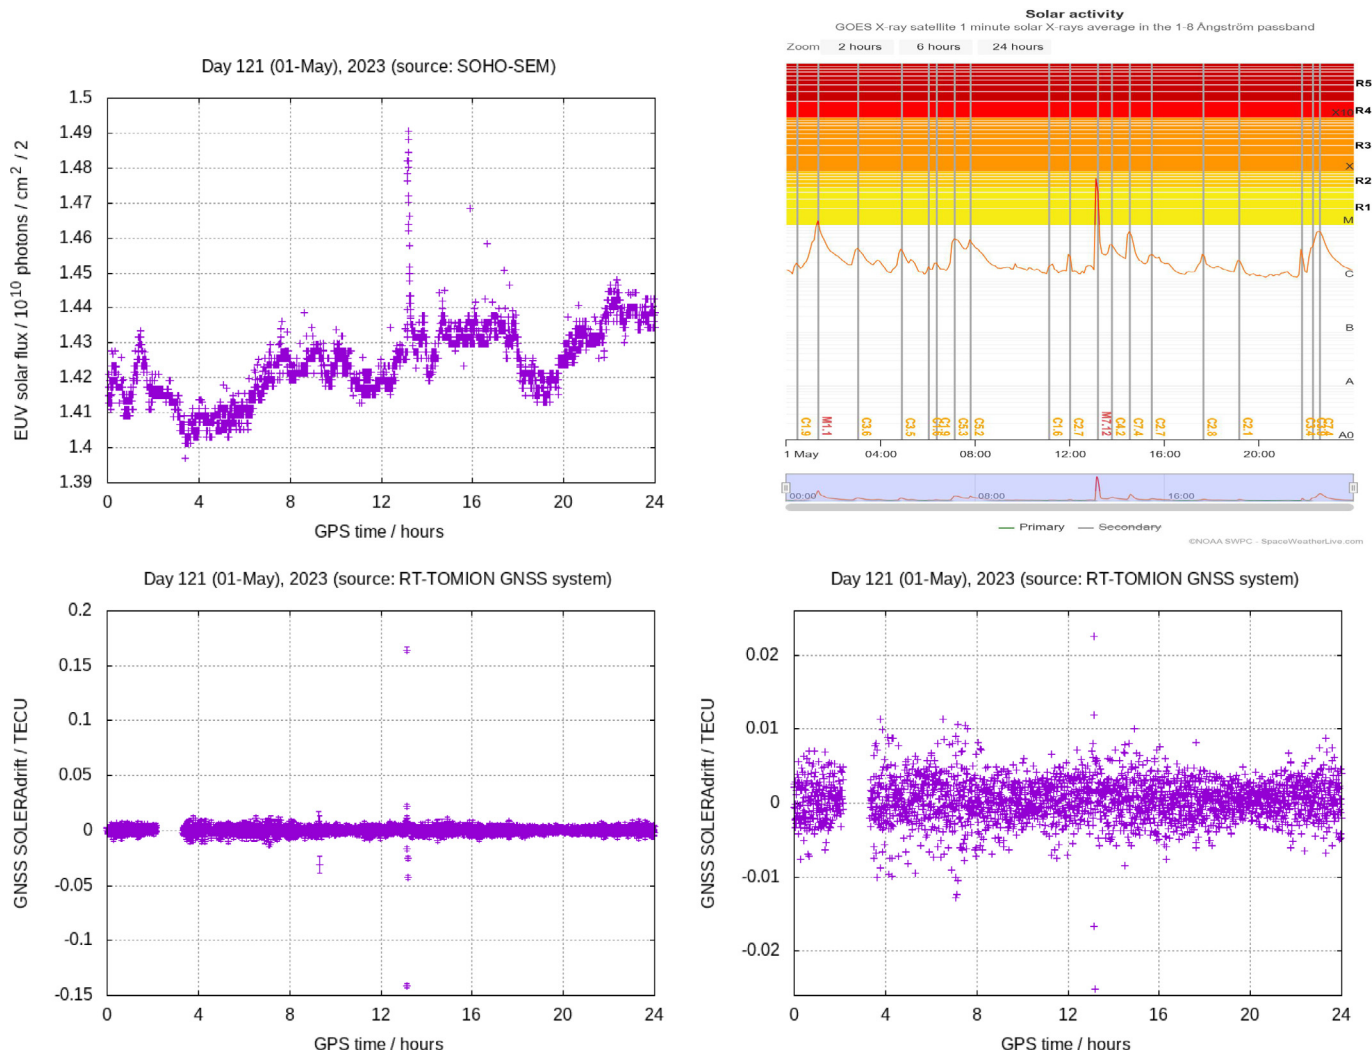 Day 121 (01-May), 2023 (source: SOHO-SEM)
EUV solar flux / 10^10 photons / cm^2 / 2
1.5
1.49
1.48
1.47
1.46
1.45
1.44
1.43
1.42
1.41
1.4
1.39
0 4 8 12 16 20 24
GPS time / hours
Solar activity
GOES X-ray satellite 1 minute solar X-rays average in the 1-8 Ångström passband
Zoom 2 hours 6 hours 24 hours
R5
X10 R4
R3
X
R2
R1
M
C
B
A
A0
C1.9 M1.1 C3.6 C3.5 C5.3 C5.2 C1.6 C2.7 M7.12 C4.2 C7.4 C2.7 C2.8 C2.1
1 May 04:00 08:00 12:00 16:00 20:00
00:00 08:00 16:00
Primary Secondary
©NOAA SWPC - SpaceWeatherLive.com
Day 121 (01-May), 2023 (source: RT-TOMION GNSS system)
GNSS SOLERAdrift / TECU
0.2
0.15
0.1
0.05
0
-0.05
-0.1
-0.15
0 4 8 12 16 20 24
GPS time / hours
Day 121 (01-May), 2023 (source: RT-TOMION GNSS system)
GNSS SOLERAdrift / TECU
0.02
0.01
0
-0.01
-0.02
0 4 8 12 16 20 24
GPS time / hours